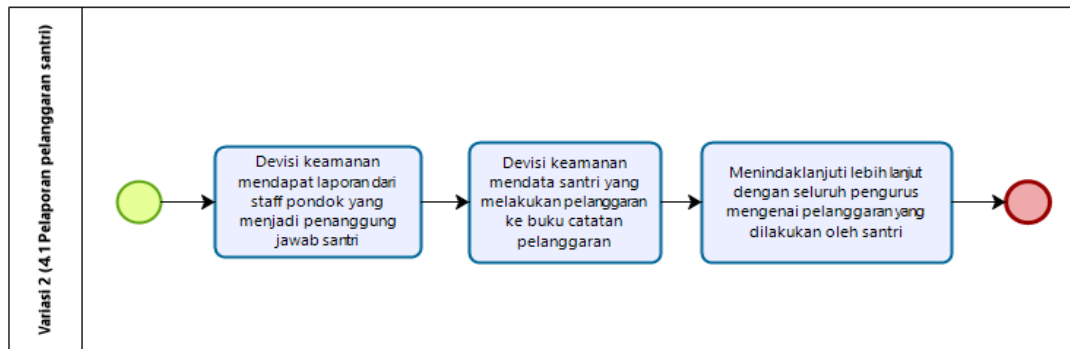 Variasi 2 (4.1 Pelaporan pelanggaran santri)
Devisi keamanan
mendapat laporan dari
staff pondok yang
menjadi penanggung
jawab santri
Devisi keamanan
mendata santri yang
melakukan pelanggaran
ke buku catatan
pelanggaran
Menindaklanjuti lebih lanjut
dengan seluruh pengurus
mengenai pelanggaran yang
dilakukan oleh santri